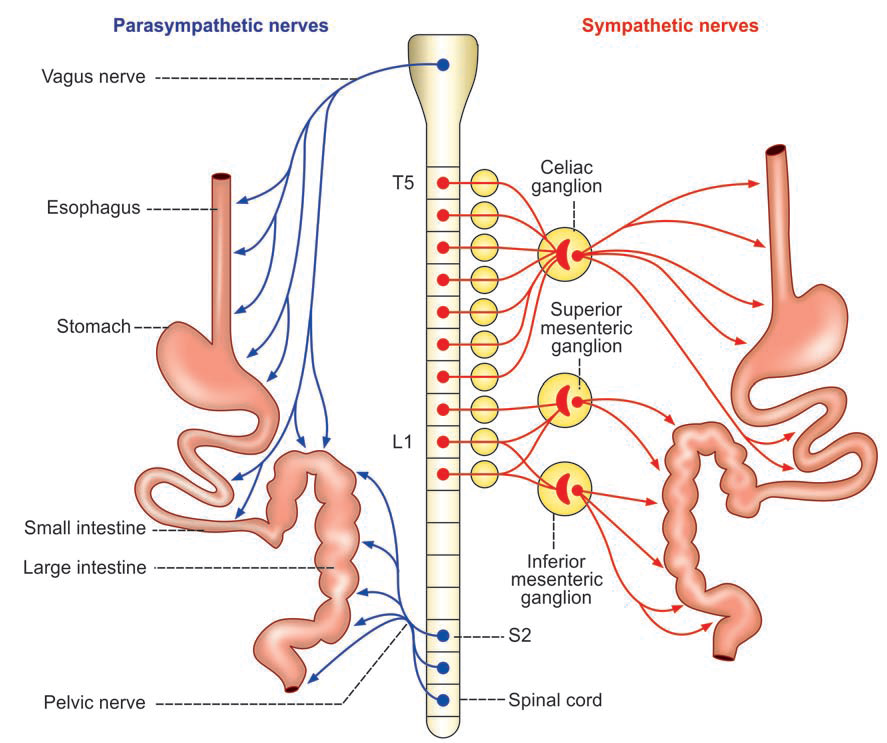 Parasympathetic nerves
Sympathetic nerves
Vagus nerve
T5
Celiac
ganglion
Esophagus
Superior
mesenteric
ganglion
Stomach
L1
Small intestine
Large intestine
Inferior
mesenteric
ganglion
S2
Pelvic nerve
Spinal cord